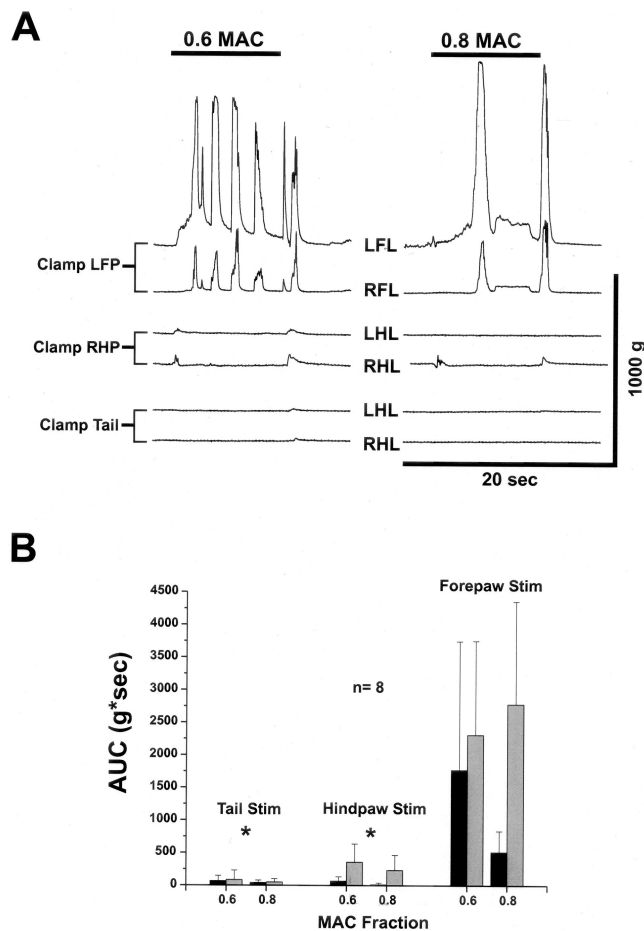 A
0.6 MAC
0.8 MAC
LFL
Clamp LFP
RFL
LHL
Clamp RHP
RHL
LHL
Clamp Tail
RHL
1000 g
20 sec
B
4500
4000
3500
3000
2500
2000
1500
1000
500
0
AUC (g*sec)
Forepaw Stim
n= 8
Tail Stim
Hindpaw Stim
*
*
0.6
0.8
0.6
0.8
0.6
0.8
MAC Fraction